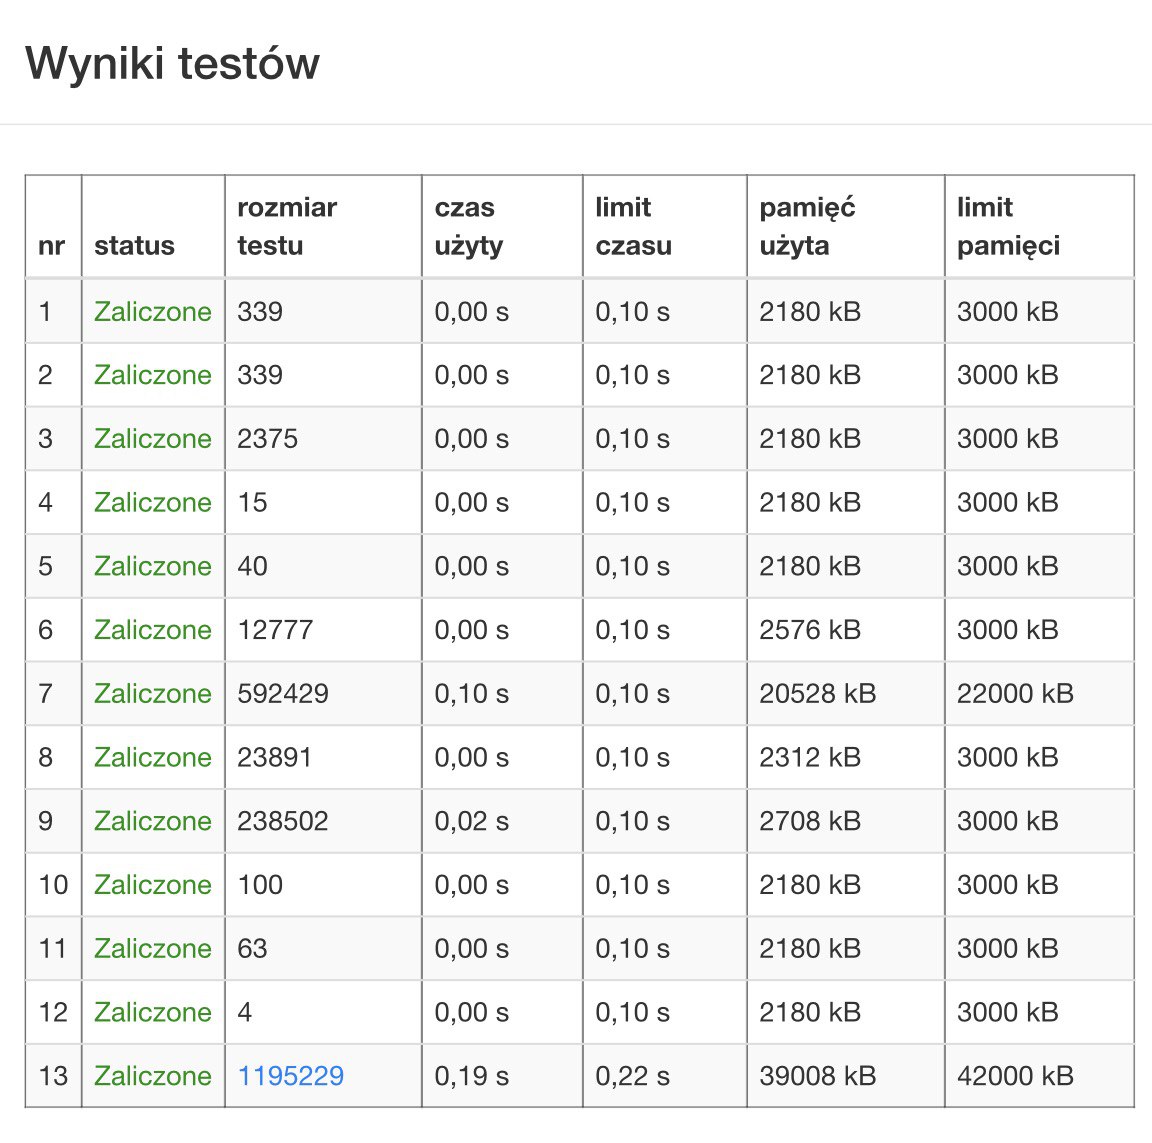 Wyniki testów
nr status rozmiar testu czas użyty limit czasu pamięć użyta limit pamięci
1 Zaliczone 339 0,00 s 0,10 s 2180 kB 3000 kB
2 Zaliczone 339 0,00 s 0,10 s 2180 kB 3000 kB
3 Zaliczone 2375 0,00 s 0,10 s 2180 kB 3000 kB
4 Zaliczone 15 0,00 s 0,10 s 2180 kB 3000 kB
5 Zaliczone 40 0,00 s 0,10 s 2180 kB 3000 kB
6 Zaliczone 12777 0,00 s 0,10 s 2576 kB 3000 kB
7 Zaliczone 592429 0,10 s 0,10 s 20528 kB 22000 kB
8 Zaliczone 23891 0,00 s 0,10 s 2312 kB 3000 kB
9 Zaliczone 238502 0,02 s 0,10 s 2708 kB 3000 kB
10 Zaliczone 100 0,00 s 0,10 s 2180 kB 3000 kB
11 Zaliczone 63 0,00 s 0,10 s 2180 kB 3000 kB
12 Zaliczone 4 0,00 s 0,10 s 2180 kB 3000 kB
13 Zaliczone 1195229 0,19 s 0,22 s 39008 kB 42000 kB